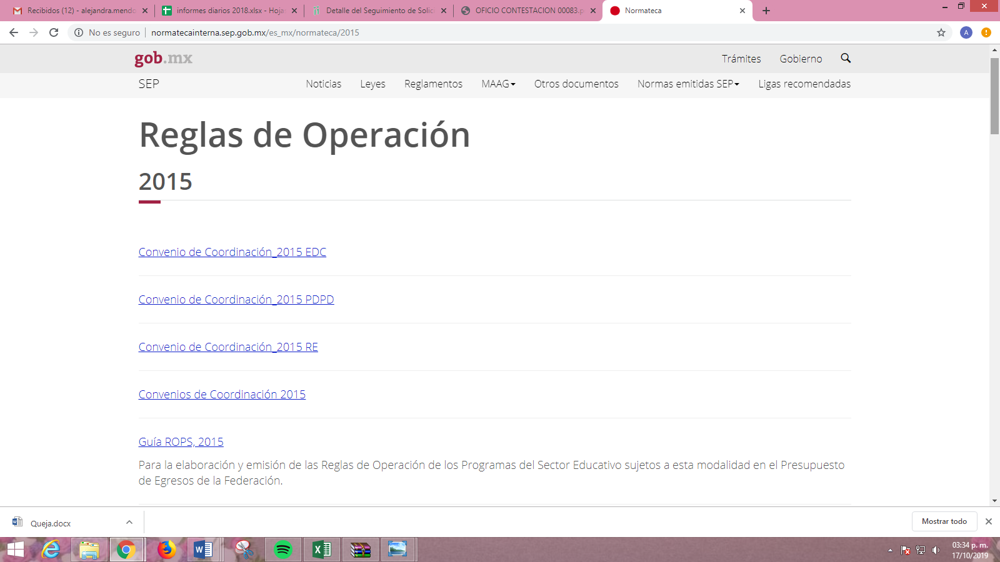 Recibidos (12) - alejandra.mendo
informes diarios 2018.xlsx - Hoja
Detalle del Seguimiento de Solic
OFICIO CONTESTACION 00083.p
Normateca
No es seguro
normatecainterna.sep.gob.mx/es_mx/normateca/2015
A
gob.mx
Trámites
Gobierno
SEP
Noticias
Leyes
Reglamentos
MAAG
Otros documentos
Normas emitidas SEP
Ligas recomendadas
Reglas de Operación
2015
Convenio de Coordinación_2015 EDC
Convenio de Coordinación_2015 PDPD
Convenio de Coordinación_2015 RE
Convenios de Coordinación 2015
Guía ROPS, 2015
Para la elaboración y emisión de las Reglas de Operación de los Programas del Sector Educativo sujetos a esta modalidad en el Presupuesto
de Egresos de la Federación.
Queja.docx
Mostrar todo
03:34 p. m.
17/10/2019